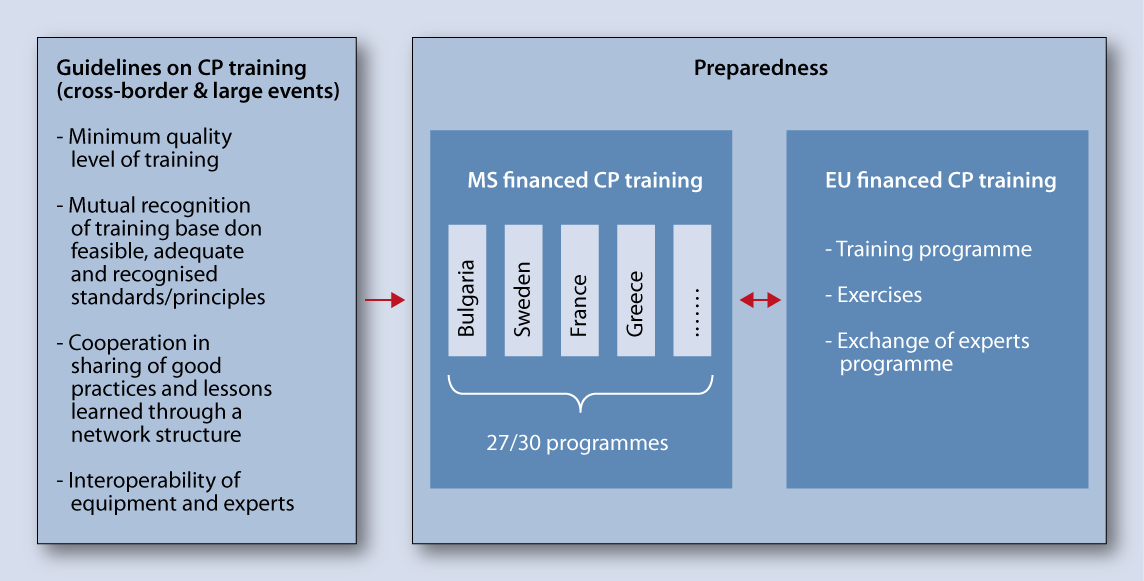 Guidelines on CP training
(cross-border & large events)
- Minimum quality
level of training
- Mutual recognition
of training base don
feasible, adequate
and recognised
standards/principles
- Cooperation in
sharing of good
practices and lessons
learned through a
network structure
- Interoperability of
equipment and experts
Preparedness
MS financed CP training
Bulgaria
Sweden
France
Greece
.......
27/30 programmes
EU financed CP training
- Training programme
- Exercises
- Exchange of experts
programme